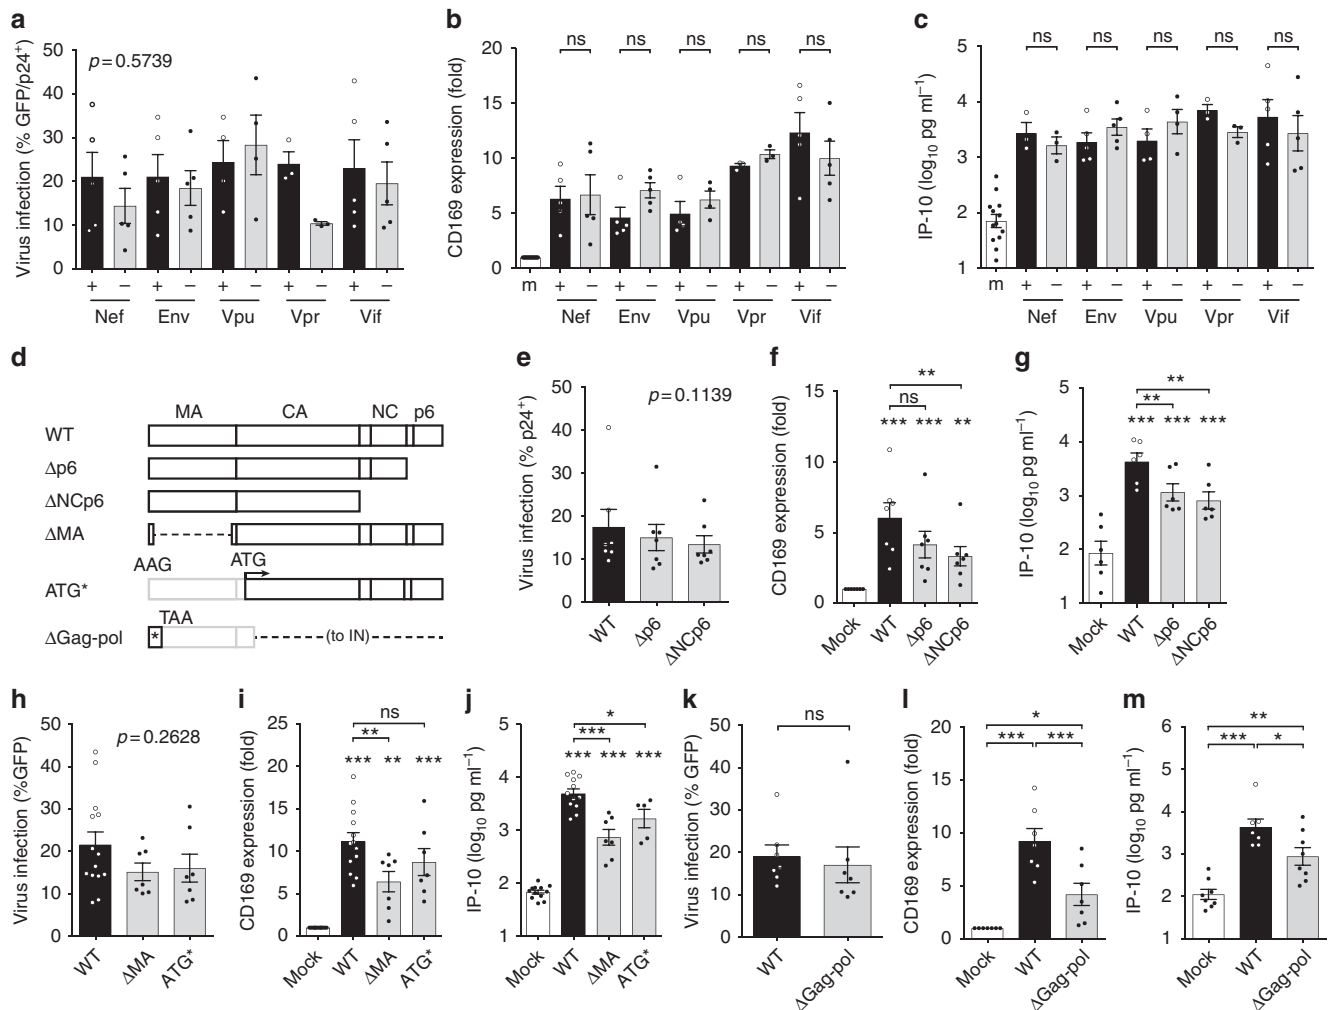 a
Virus infection (% GFP/p24⁺)
50
40
30
20
10
0
p = 0.5739
+ − + − + − + − + −
Nef Env Vpu Vpr Vif
b
CD169 expression (fold)
20
15
10
5
0
ns ns ns ns ns
m + − + − + − + − + −
Nef Env Vpu Vpr Vif
c
IP-10 (log₁₀ pg ml⁻¹)
5
4
3
2
1
ns ns ns ns ns
m + − + − + − + − + −
Nef Env Vpu Vpr Vif
d
MA CA NC p6
WT
Δp6
ΔNCp6
ΔMA
AAG ATG
ATG*
TAA
ΔGag-pol * (to IN)
e
Virus infection (% p24⁺)
50
40
30
20
10
0
p = 0.1139
WT Δp6 ΔNCp6
f
CD169 expression (fold)
15
10
5
0
**
ns
*** *** **
Mock WT Δp6 ΔNCp6
g
IP-10 (log₁₀ pg ml⁻¹)
5
4
3
2
1
**
**
*** *** ***
Mock WT Δp6 ΔNCp6
h
Virus infection (%GFP)
50
40
30
20
10
0
p = 0.2628
WT ΔMA ATG*
i
CD169 expression (fold)
25
20
15
10
5
0
ns
**
*** ** ***
Mock WT ΔMA ATG*
j
IP-10 (log₁₀ pg ml⁻¹)
5
4
3
2
1
*
***
*** *** ***
Mock WT ΔMA ATG*
k
Virus infection (% GFP)
50
40
30
20
10
0
ns
WT ΔGag-pol
l
CD169 expression (fold)
20
15
10
5
0
*
*** ***
Mock WT ΔGag-pol
m
IP-10 (log₁₀ pg ml⁻¹)
6
5
4
3
2
1
**
*** *
Mock WT ΔGag-pol